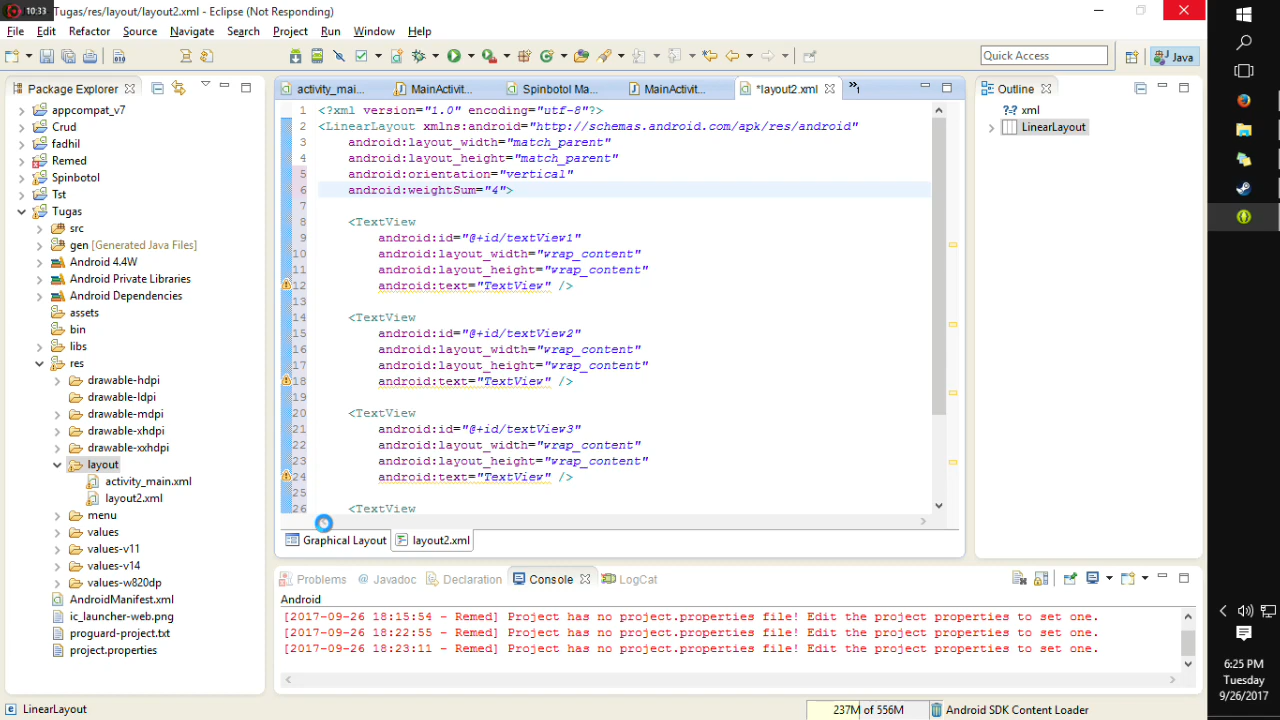 10:33
Tugas/res/layout/layout2.xml - Eclipse (Not Responding)
File Edit Refactor Source Navigate Search Project Run Window Help
Quick Access
Java
Package Explorer
appcompat_v7
Crud
fadhil
Remed
Spinbotol
Tst
Tugas
src
gen [Generated Java Files]
Android 4.4W
Android Private Libraries
Android Dependencies
assets
bin
libs
res
drawable-hdpi
drawable-ldpi
drawable-mdpi
drawable-xhdpi
drawable-xxhdpi
layout
activity_main.xml
layout2.xml
menu
values
values-v11
values-v14
values-w820dp
AndroidManifest.xml
ic_launcher-web.png
proguard-project.txt
project.properties
activity_mai... MainActivit... Spinbotol Ma... MainActivit... *layout2.xml »1
1 <?xml version="1.0" encoding="utf-8"?>
2 <LinearLayout xmlns:android="http://schemas.android.com/apk/res/android"
3 android:layout_width="match_parent"
4 android:layout_height="match_parent"
5 android:orientation="vertical"
6 android:weightSum="4">
7
8 <TextView
9 android:id="@+id/textView1"
10 android:layout_width="wrap_content"
11 android:layout_height="wrap_content"
12 android:text="TextView" />
13
14 <TextView
15 android:id="@+id/textView2"
16 android:layout_width="wrap_content"
17 android:layout_height="wrap_content"
18 android:text="TextView" />
19
20 <TextView
21 android:id="@+id/textView3"
22 android:layout_width="wrap_content"
23 android:layout_height="wrap_content"
24 android:text="TextView" />
25
26 <TextView
Graphical Layout layout2.xml
Outline
xml
LinearLayout
Problems Javadoc Declaration Console LogCat
Android
[2017-09-26 18:15:54 - Remed] Project has no project.properties file! Edit the project properties to set one.
[2017-09-26 18:22:55 - Remed] Project has no project.properties file! Edit the project properties to set one.
[2017-09-26 18:23:11 - Remed] Project has no project.properties file! Edit the project properties to set one.
LinearLayout
237M of 556M
Android SDK Content Loader
6:25 PM
Tuesday
9/26/2017